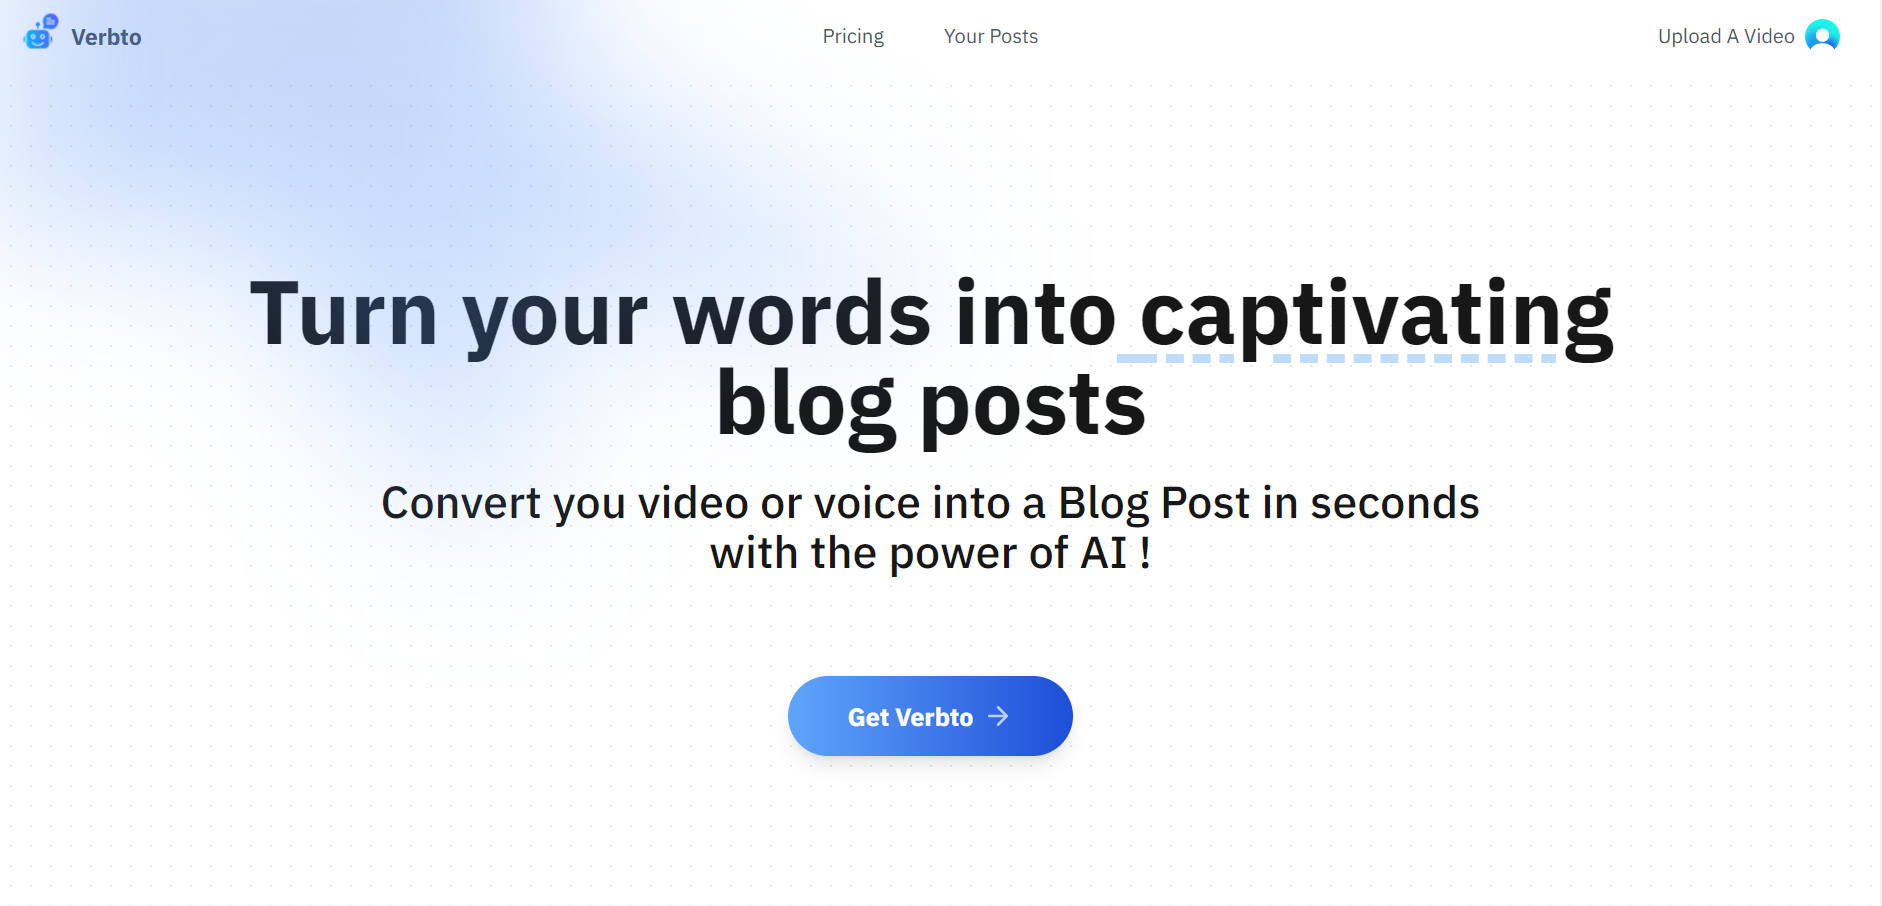 Verbto
Pricing
Your Posts
Upload A Video
Turn your words into captivating
blog posts
Convert you video or voice into a Blog Post in seconds
with the power of AI !
Get Verbto →